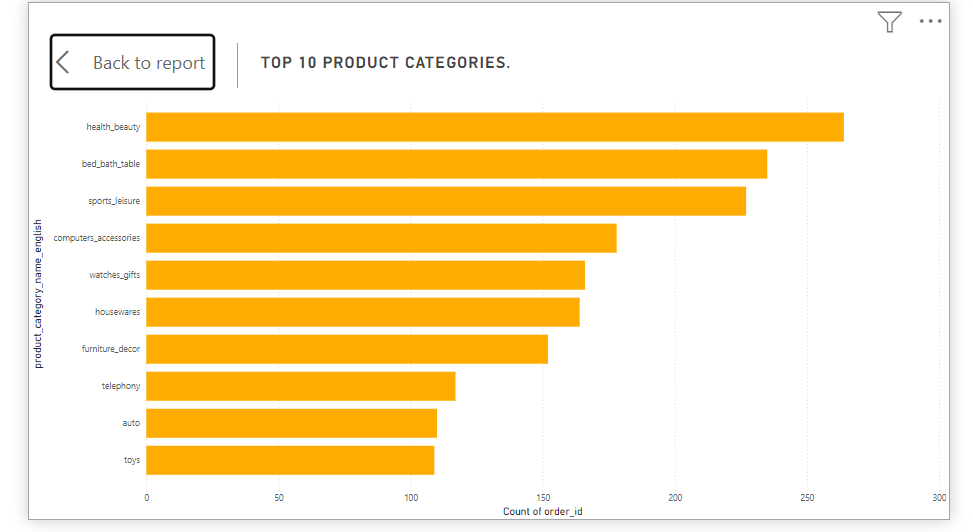 Back to report
TOP 10 PRODUCT CATEGORIES.
product_category_name_english
health_beauty
bed_bath_table
sports_leisure
computers_accessories
watches_gifts
housewares
furniture_decor
telephony
auto
toys
0 50 100 150 200 250 300
Count of order_id